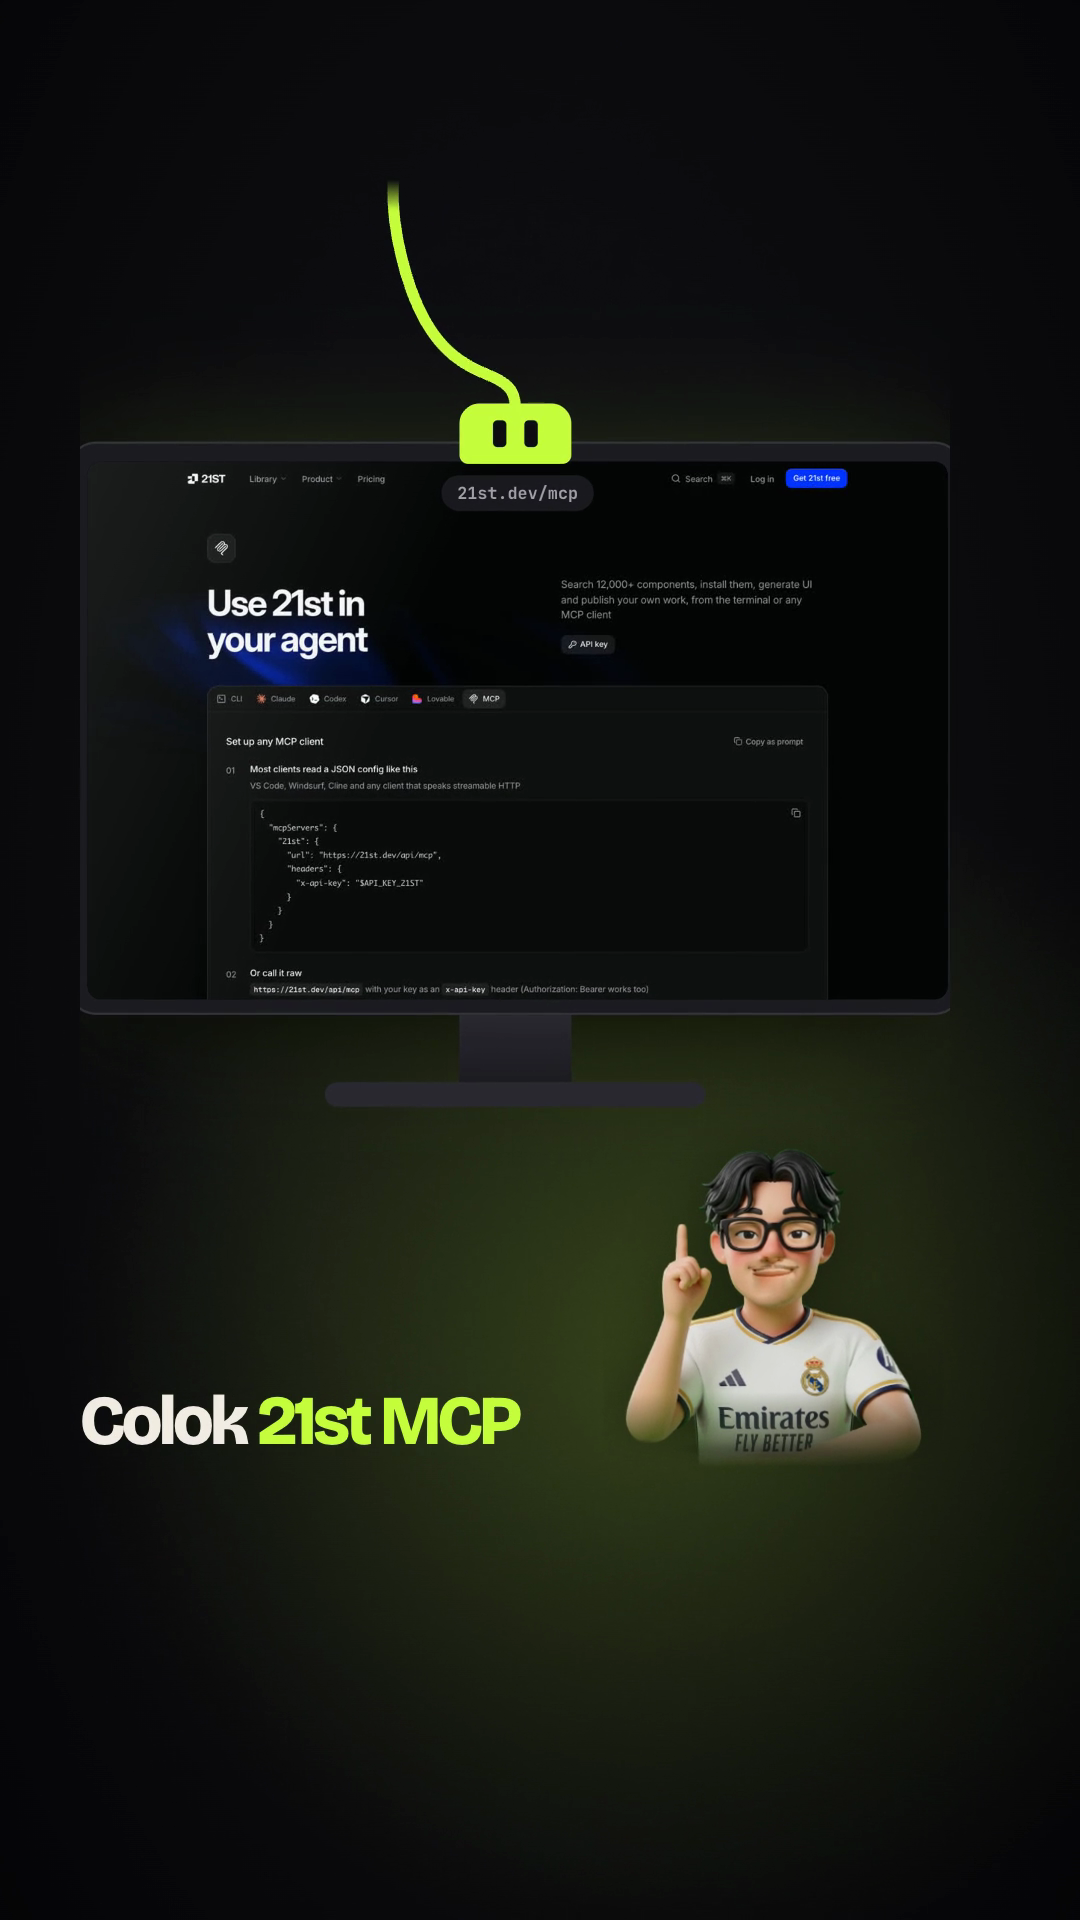 21ST
Library
Product
Pricing
21st.dev/mcp
Search
⌘K
Log in
Get 21st free
Use 21st in
your agent
Search 12,000+ components, install them, generate UI
and publish your own work, from the terminal or any
MCP client
API key
CLI
Claude
Codex
Cursor
Lovable
MCP
Set up any MCP client
Copy as prompt
01
Most clients read a JSON config like this
VS Code, Windsurf, Cline and any client that speaks streamable HTTP
{
"mcpServers": {
"21st": {
"url": "https://21st.dev/api/mcp",
"headers": {
"x-api-key": "$API_KEY_21ST"
}
}
}
}
02
Or call it raw
https://21st.dev/api/mcp with your key as an x-api-key header (Authorization: Bearer works too)
Emirates
FLY BETTER
Colok 21st MCP